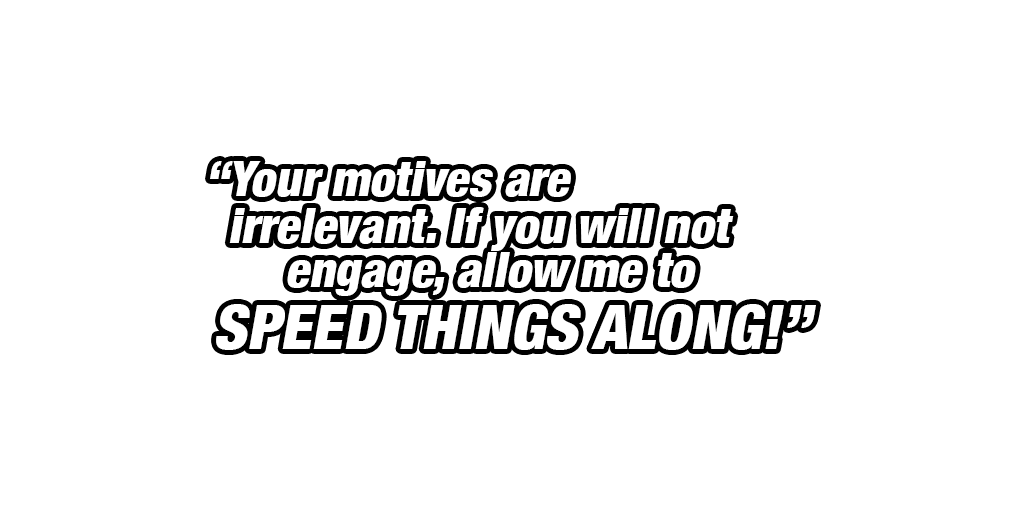 “Your motives are
irrelevant. If you will not
engage, allow me to
SPEED THINGS ALONG!”